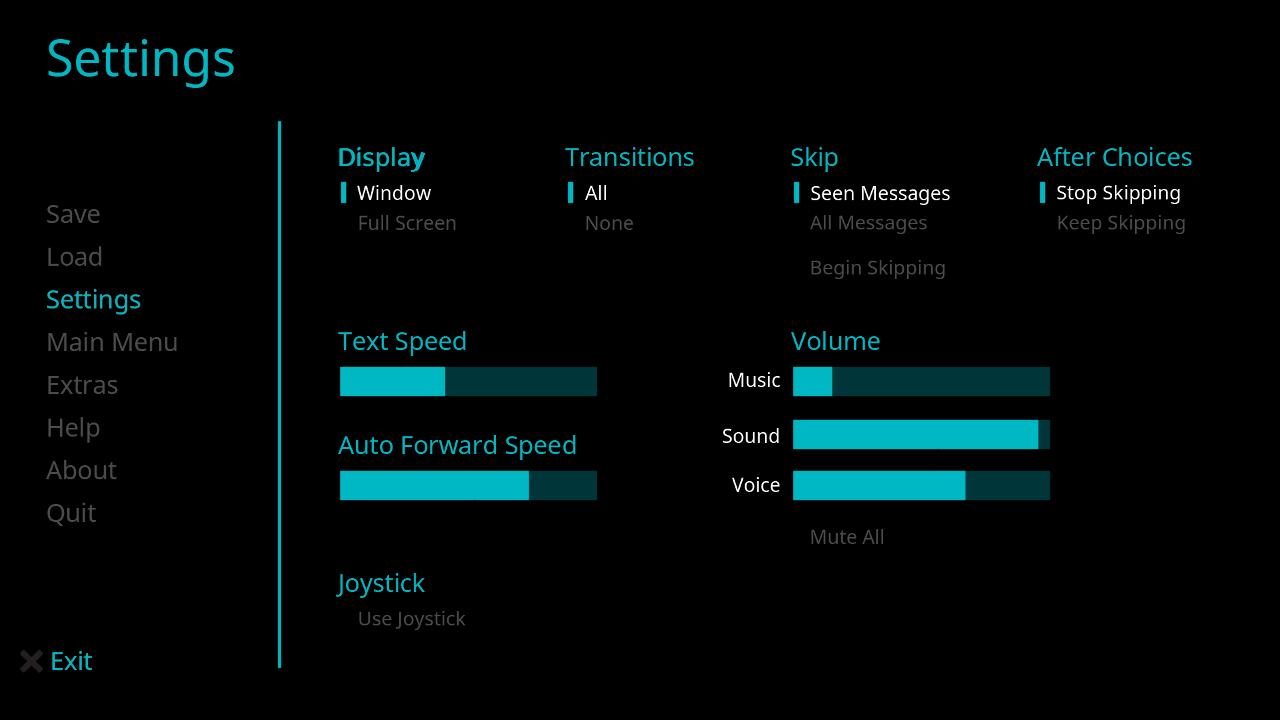 Settings
Save
Load
Settings
Main Menu
Extras
Help
About
Quit
Exit
Display
Window
Full Screen
Transitions
All
None
Skip
Seen Messages
All Messages
Begin Skipping
After Choices
Stop Skipping
Keep Skipping
Text Speed
Auto Forward Speed
Joystick
Use Joystick
Volume
Music
Sound
Voice
Mute All